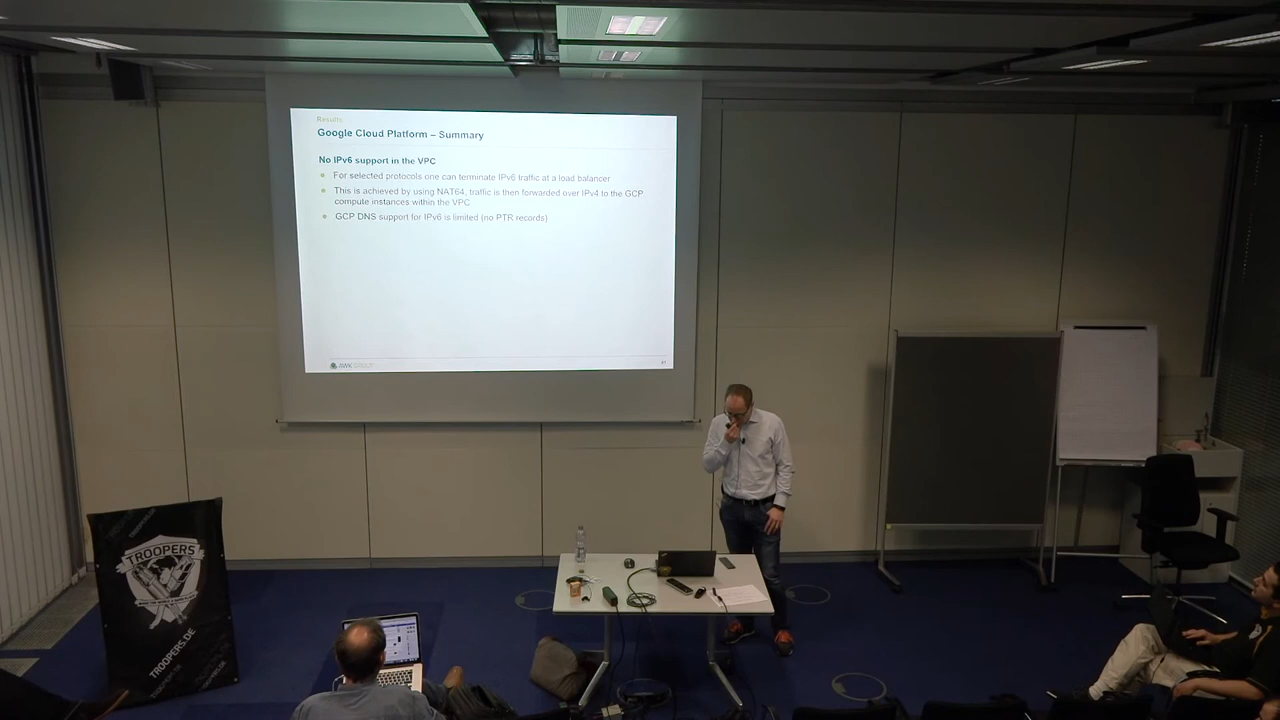 Results
Google Cloud Platform – Summary
No IPv6 support in the VPC
For selected protocols one can terminate IPv6 traffic at a load balancer
This is achieved by using NAT64, traffic is then forwarded over IPv4 to the GCP
compute instances within the VPC
GCP DNS support for IPv6 is limited (no PTR records)
AWK GROUP
TROOPERS
TROOPERS.DE